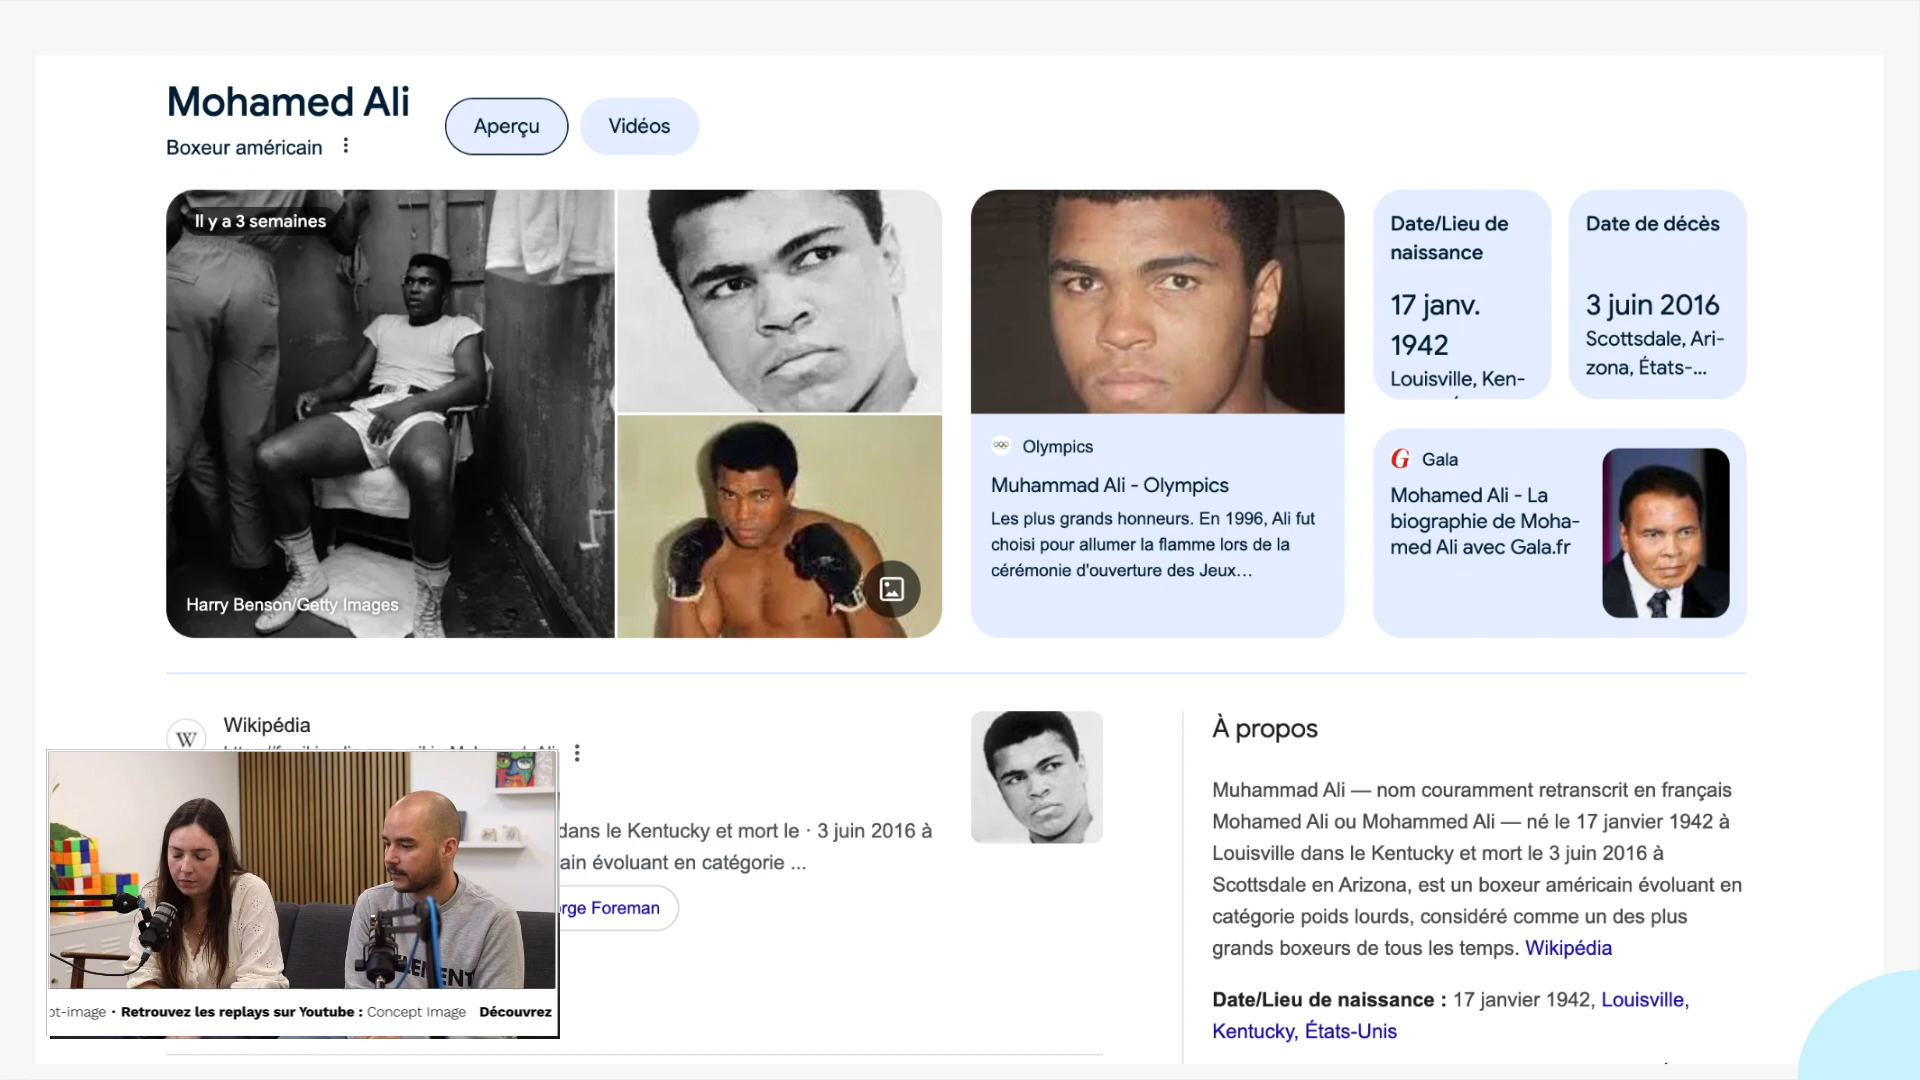 Mohamed Ali
Boxeur américain
Aperçu
Vidéos
Il y a 3 semaines
Harry Benson/Getty Images
Olympics
Muhammad Ali - Olympics
Les plus grands honneurs. En 1996, Ali fut
choisi pour allumer la flamme lors de la
cérémonie d'ouverture des Jeux...
Date/Lieu de
naissance
17 janv.
1942
Louisville, Ken-
Date de décès
3 juin 2016
Scottsdale, Ari-
zona, États-...
G Gala
Mohamed Ali - La
biographie de Moha-
med Ali avec Gala.fr
W
Wikipédia
dans le Kentucky et mort le · 3 juin 2016 à
ain évoluant en catégorie ...
rge Foreman
À propos
Muhammad Ali — nom couramment retranscrit en français
Mohamed Ali ou Mohammed Ali — né le 17 janvier 1942 à
Louisville dans le Kentucky et mort le 3 juin 2016 à
Scottsdale en Arizona, est un boxeur américain évoluant en
catégorie poids lourds, considéré comme un des plus
grands boxeurs de tous les temps. Wikipédia
Date/Lieu de naissance : 17 janvier 1942, Louisville,
Kentucky, États-Unis
ELEMENT
ot-image · Retrouvez les replays sur Youtube : Concept Image Découvrez